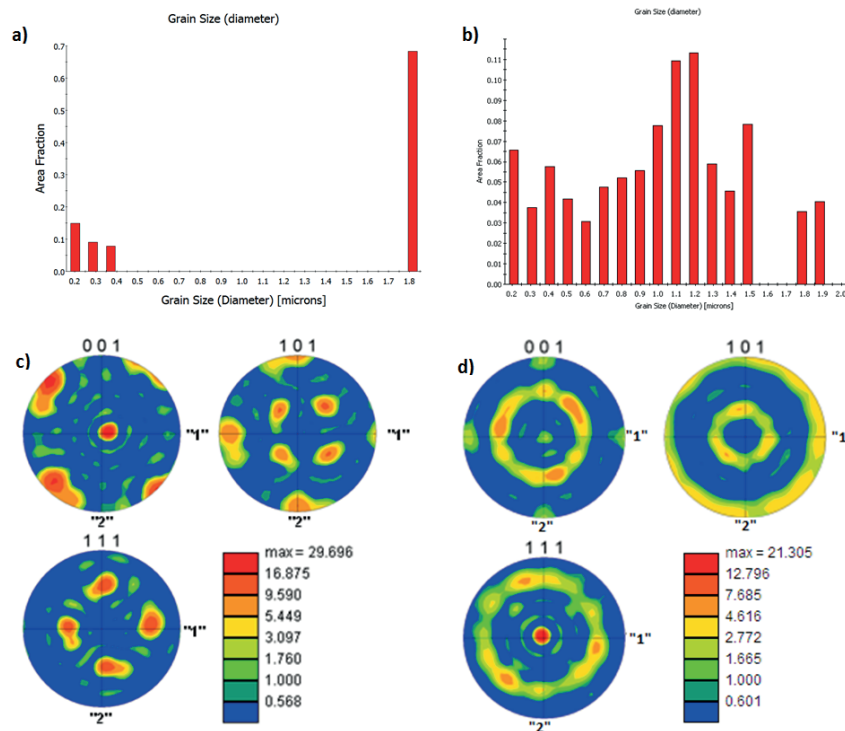 a)
Grain Size (diameter)
0.7
0.6
0.5
0.4
0.3
0.2
0.1
0.0
Area Fraction
0.2 0.3 0.4 0.5 0.6 0.7 0.8 0.9 1.0 1.1 1.2 1.3 1.4 1.5 1.6 1.7 1.8
Grain Size (Diameter) [microns]
b)
Grain Size (diameter)
0.11
0.10
0.09
0.08
0.07
0.06
0.05
0.04
0.03
0.02
0.01
0.00
Area Fraction
0.2 0.3 0.4 0.5 0.6 0.7 0.8 0.9 1.0 1.1 1.2 1.3 1.4 1.5 1.6 1.7 1.8 1.9 2.0
Grain Size (Diameter) [microns]
c)
0 0 1
"1"
"2"
1 0 1
"1"
"2"
1 1 1
"1"
"2"
max = 29.696
16.875
9.590
5.449
3.097
1.760
1.000
0.568
d)
0 0 1
"1"
"2"
1 0 1
"1
"2"
1 1 1
"1"
"2"
max = 21.305
12.796
7.685
4.616
2.772
1.665
1.000
0.601